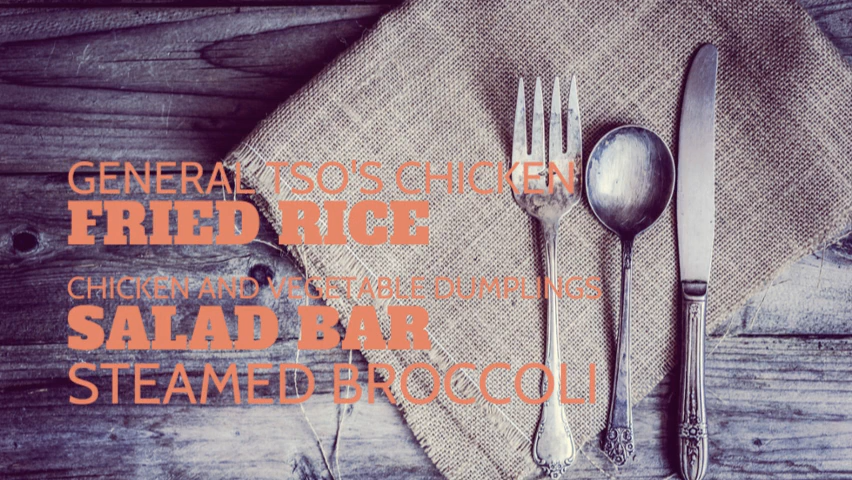 GENERAL TSO'S CHICKEN
FRIED RICE
CHICKEN AND VEGETABLE DUMPLINGS
SALAD BAR
STEAMED BROCCOLI